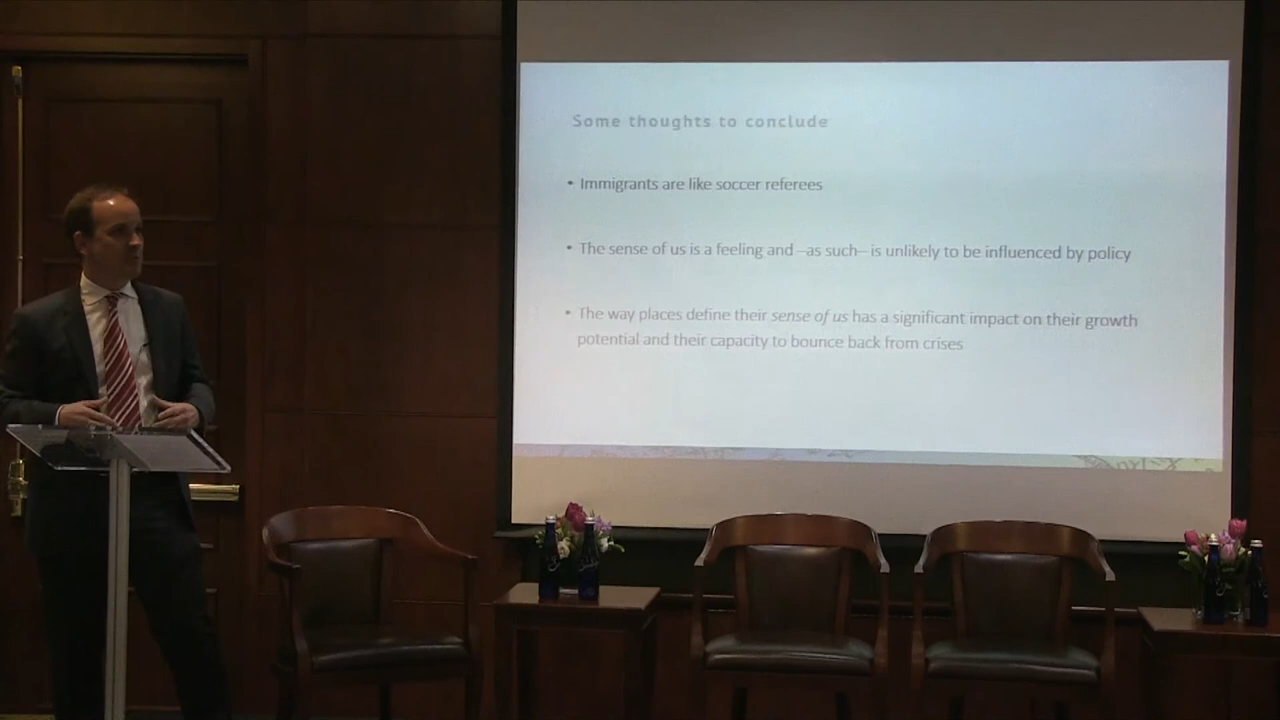 Some thoughts to conclude
• Immigrants are like soccer referees
• The sense of us is a feeling and –as such– is unlikely to be influenced by policy
• The way places define their sense of us has a significant impact on their growth
potential and their capacity to bounce back from crises